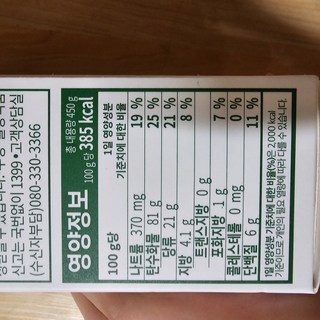 영양정보
총 내용량 450 g
100 g당 385 kcal
100 g당
1일 영양성분
기준치에 대한 비율
나트륨 370 mg 19 %
탄수화물 81 g 25 %
당류 21 g 21 %
지방 4.1 g 8 %
트랜스지방 0 g
포화지방 1 g 7 %
콜레스테롤 0 mg 0 %
단백질 6 g 11 %
1일 영양성분 기준치에 대한 비율(%)은 2,000 kcal
기준이므로 개인의 필요 열량에 따라 다를 수 있습니다.
신고는 국번없이 1399 •고객상담실
(수신자부담)080-330-3366